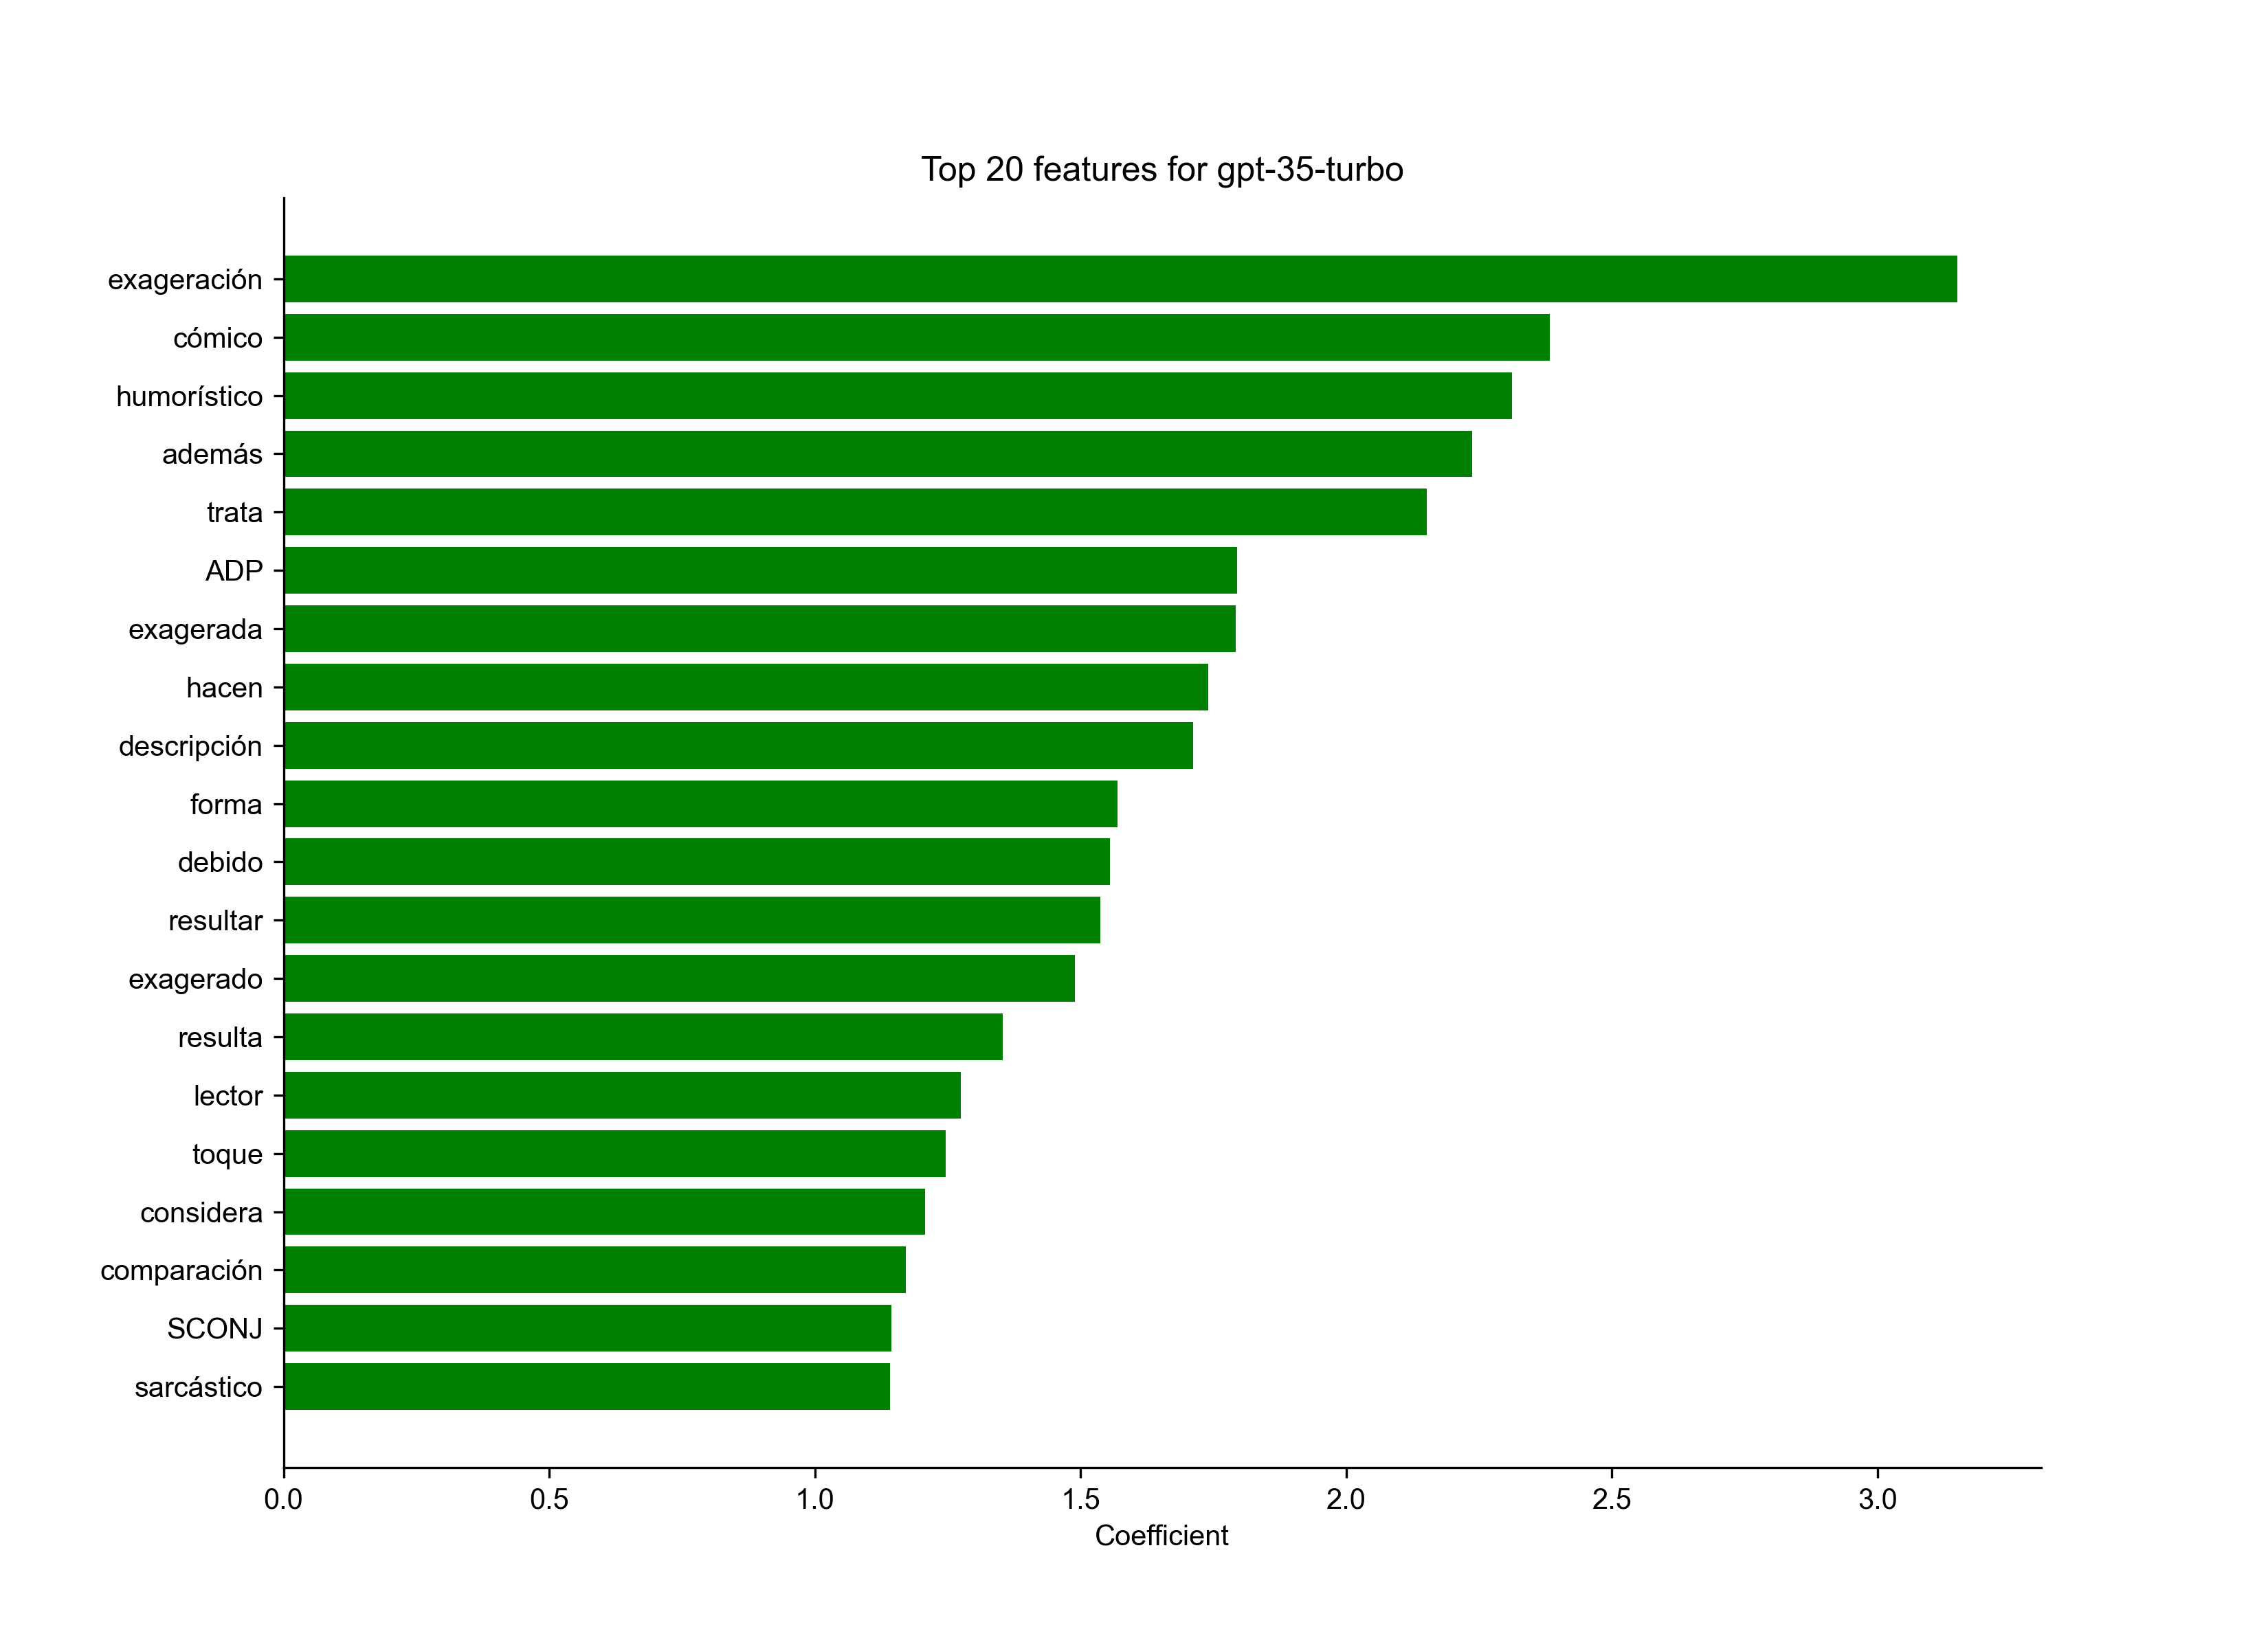 Top 20 features for gpt-35-turbo
exageración
cómico
humorístico
además
trata
ADP
exagerada
hacen
descripción
forma
debido
resultar
exagerado
resulta
lector
toque
considera
comparación
SCONJ
sarcástico
0.0 0.5 1.0 1.5 2.0 2.5 3.0
Coefficient